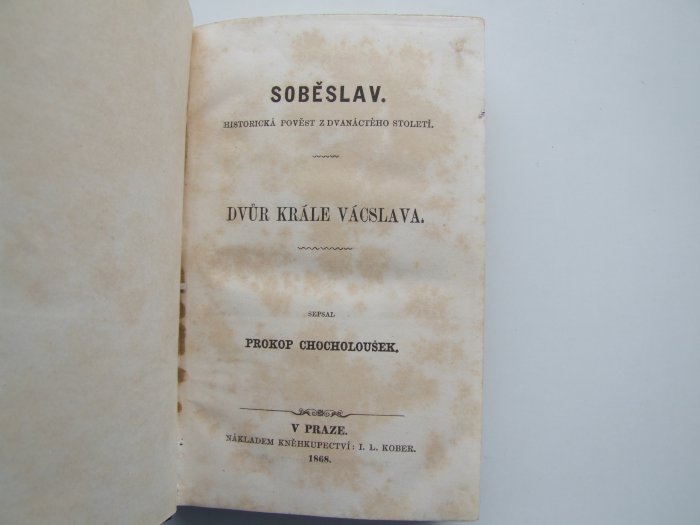 SOBĚSLAV.
HISTORICKÁ POVĚST Z DVANÁCTÉHO STOLETÍ.
DVŮR KRÁLE VÁCSLAVA.
SEPSAL
PROKOP CHOCHOLOUŠEK.
V PRAZE.
NÁKLADEM KNĚHKUPECTVÍ: I. L. KOBER.
1868.